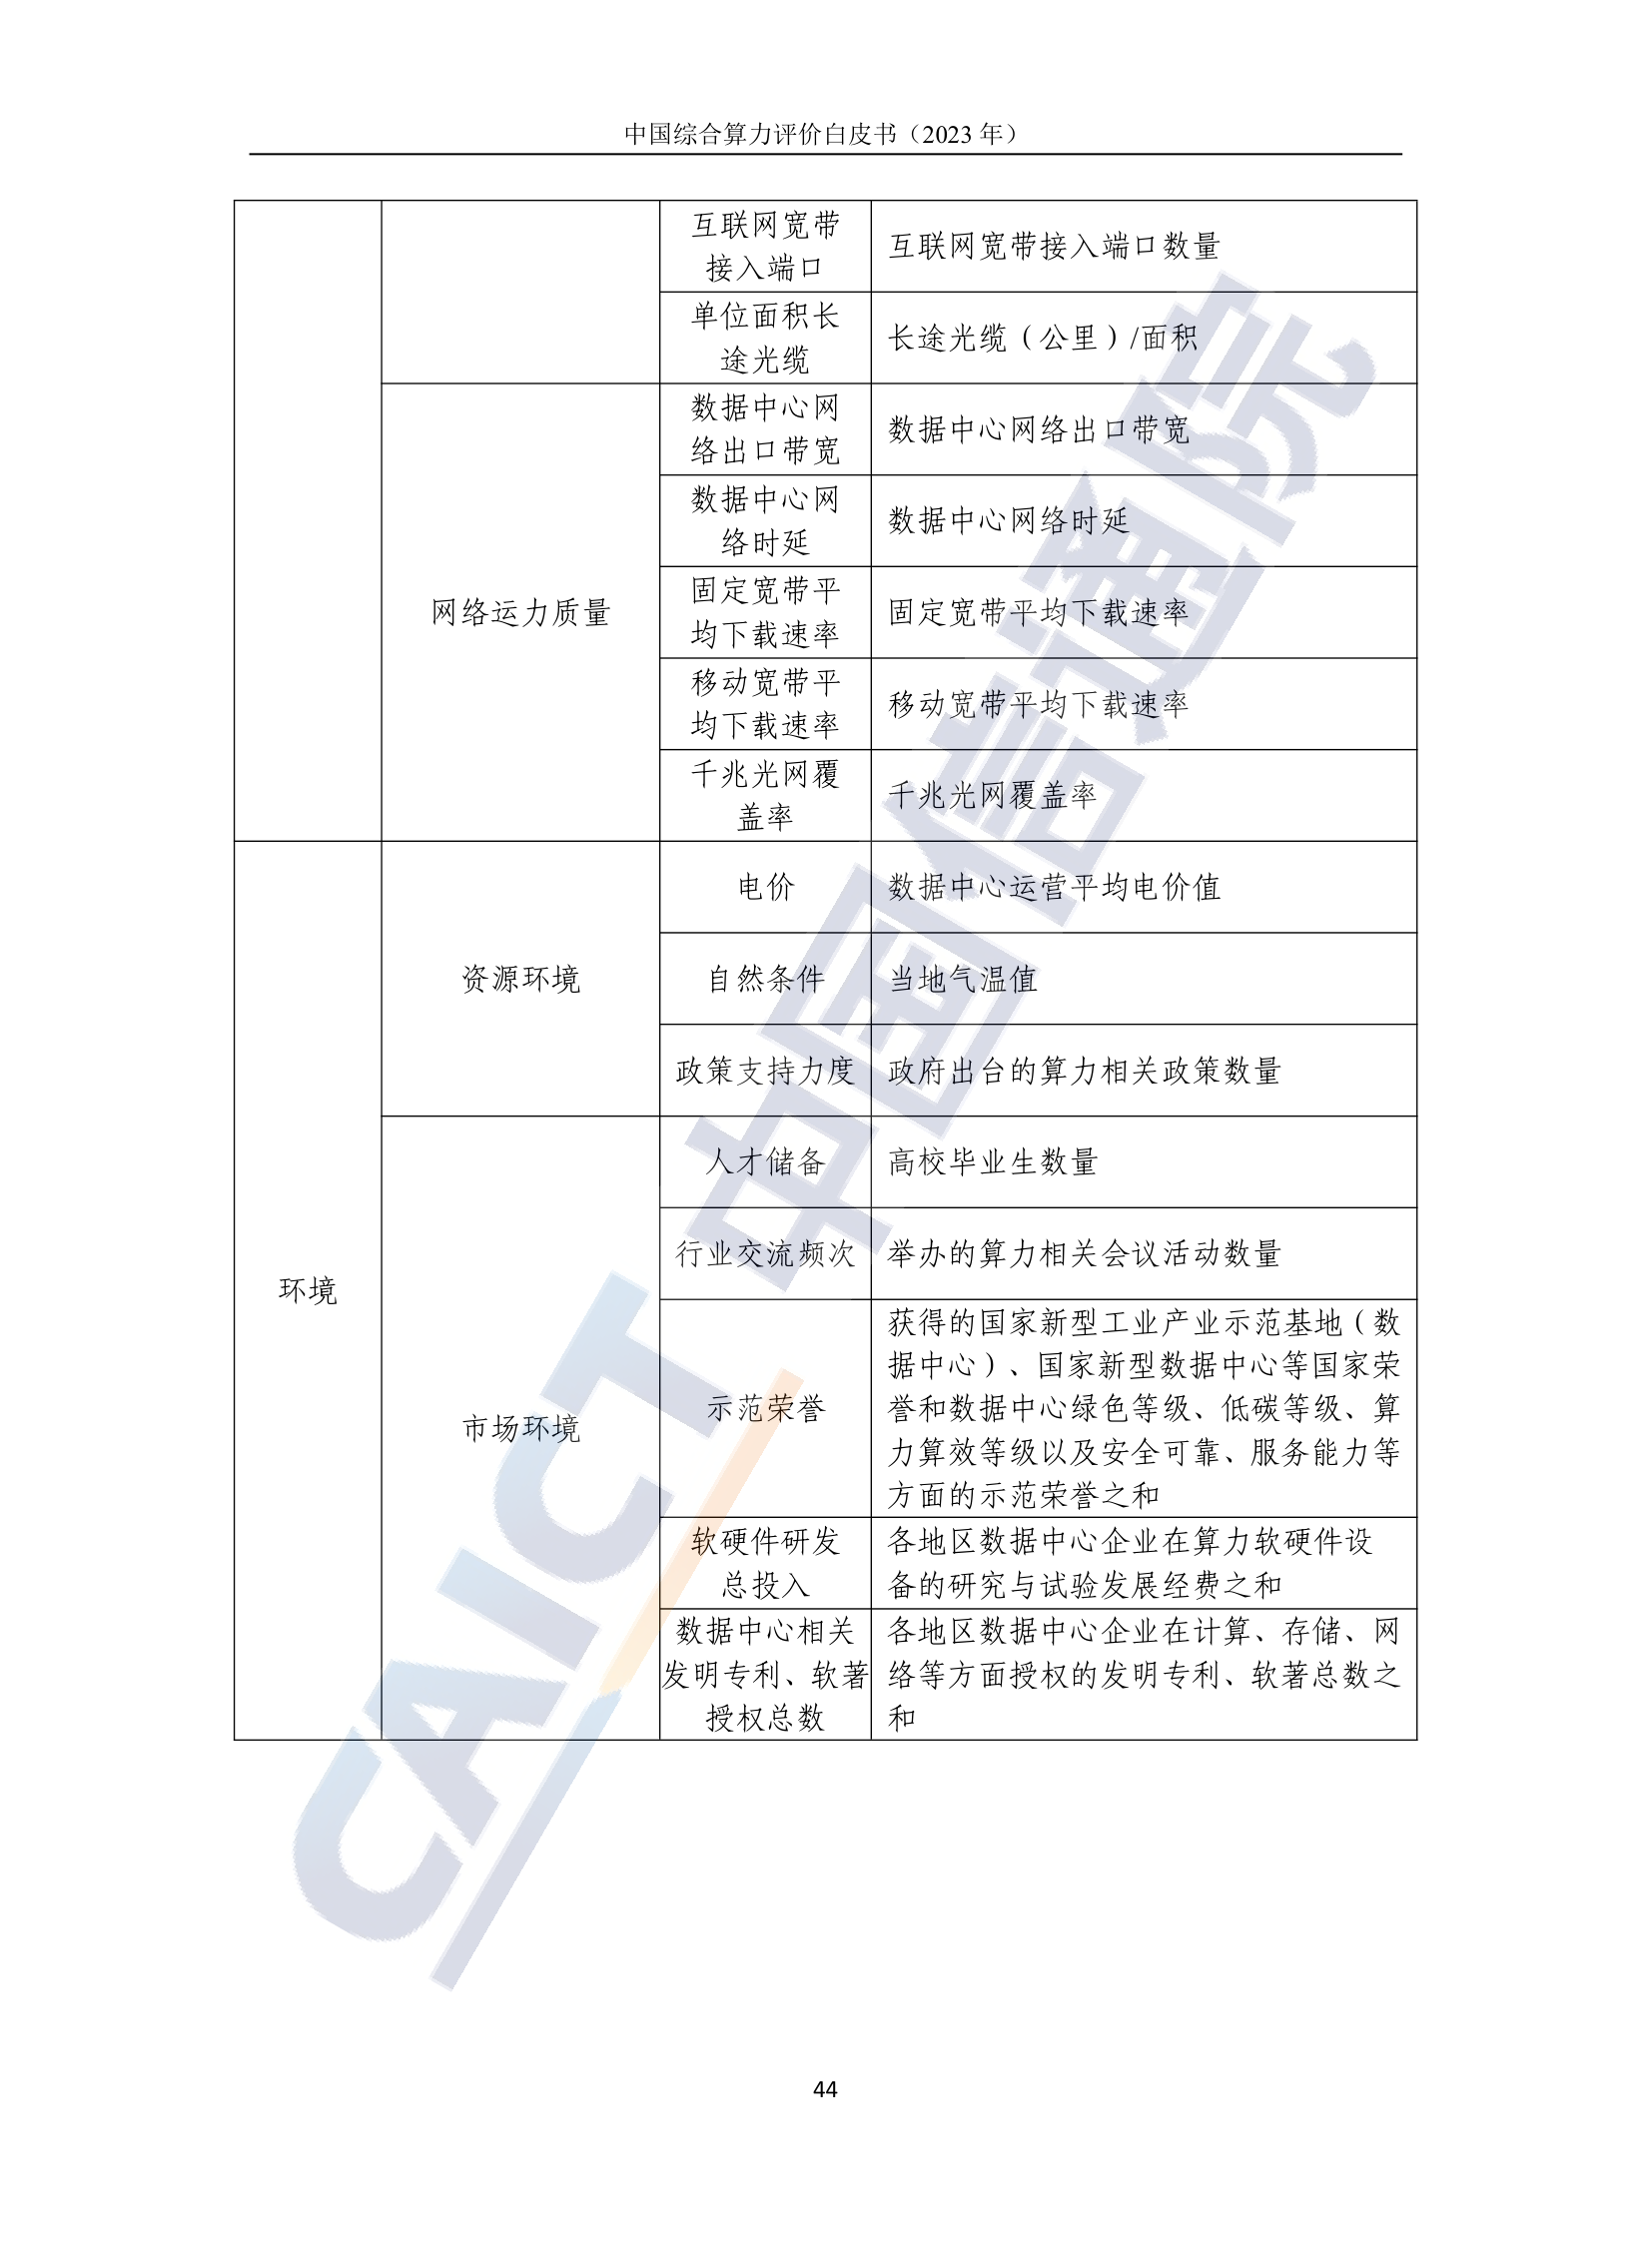 中国综合算力评价白皮书（2023 年）
互联网宽带
接入端口
互联网宽带接入端口数量
单位面积长
途光缆
长途光缆（公里）/面积
网络运力质量
数据中心网
络出口带宽
数据中心网络出口带宽
数据中心网
络时延
数据中心网络时延
固定宽带平
均下载速率
固定宽带平均下载速率
移动宽带平
均下载速率
移动宽带平均下载速率
千兆光网覆
盖率
千兆光网覆盖率
环境
资源环境
电价
数据中心运营平均电价值
自然条件
当地气温值
政策支持力度
政府出台的算力相关政策数量
市场环境
人才储备
高校毕业生数量
行业交流频次
举办的算力相关会议活动数量
示范荣誉
获得的国家新型工业产业示范基地（数
据中心）、国家新型数据中心等国家荣
誉和数据中心绿色等级、低碳等级、算
力算效等级以及安全可靠、服务能力等
方面的示范荣誉之和
软硬件研发
总投入
各地区数据中心企业在算力软硬件设
备的研究与试验发展经费之和
数据中心相关
发明专利、软著
授权总数
各地区数据中心企业在计算、存储、网
络等方面授权的发明专利、软著总数之
和
CAICT 中国信通院
44